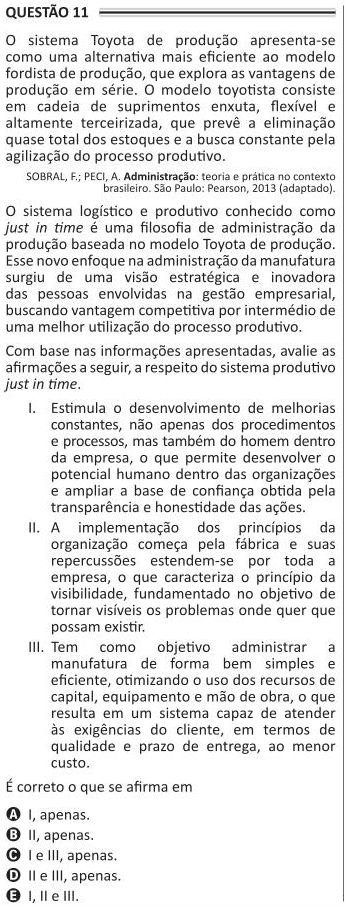 QUESTÃO 11
O sistema Toyota de produção apresenta-se
como uma alternativa mais eficiente ao modelo
fordista de produção, que explora as vantagens de
produção em série. O modelo toyotista consiste
em cadeia de suprimentos enxuta, flexível e
altamente terceirizada, que prevê a eliminação
quase total dos estoques e a busca constante pela
agilização do processo produtivo.
SOBRAL, F.; PECI, A. Administração: teoria e prática no contexto
brasileiro. São Paulo: Pearson, 2013 (adaptado).
O sistema logístico e produtivo conhecido como
just in time é uma filosofia de administração da
produção baseada no modelo Toyota de produção.
Esse novo enfoque na administração da manufatura
surgiu de uma visão estratégica e inovadora
das pessoas envolvidas na gestão empresarial,
buscando vantagem competitiva por intermédio de
uma melhor utilização do processo produtivo.
Com base nas informações apresentadas, avalie as
afirmações a seguir, a respeito do sistema produtivo
just in time.
I. Estimula o desenvolvimento de melhorias
constantes, não apenas dos procedimentos
e processos, mas também do homem dentro
da empresa, o que permite desenvolver o
potencial humano dentro das organizações
e ampliar a base de confiança obtida pela
transparência e honestidade das ações.
II. A implementação dos princípios da
organização começa pela fábrica e suas
repercussões estendem-se por toda a
empresa, o que caracteriza o princípio da
visibilidade, fundamentado no objetivo de
tornar visíveis os problemas onde quer que
possam existir.
III. Tem como objetivo administrar a
manufatura de forma bem simples e
eficiente, otimizando o uso dos recursos de
capital, equipamento e mão de obra, o que
resulta em um sistema capaz de atender
às exigências do cliente, em termos de
qualidade e prazo de entrega, ao menor
custo.
É correto o que se afirma em
A I, apenas.
B II, apenas.
C I e III, apenas.
D II e III, apenas.
E I, II e III.